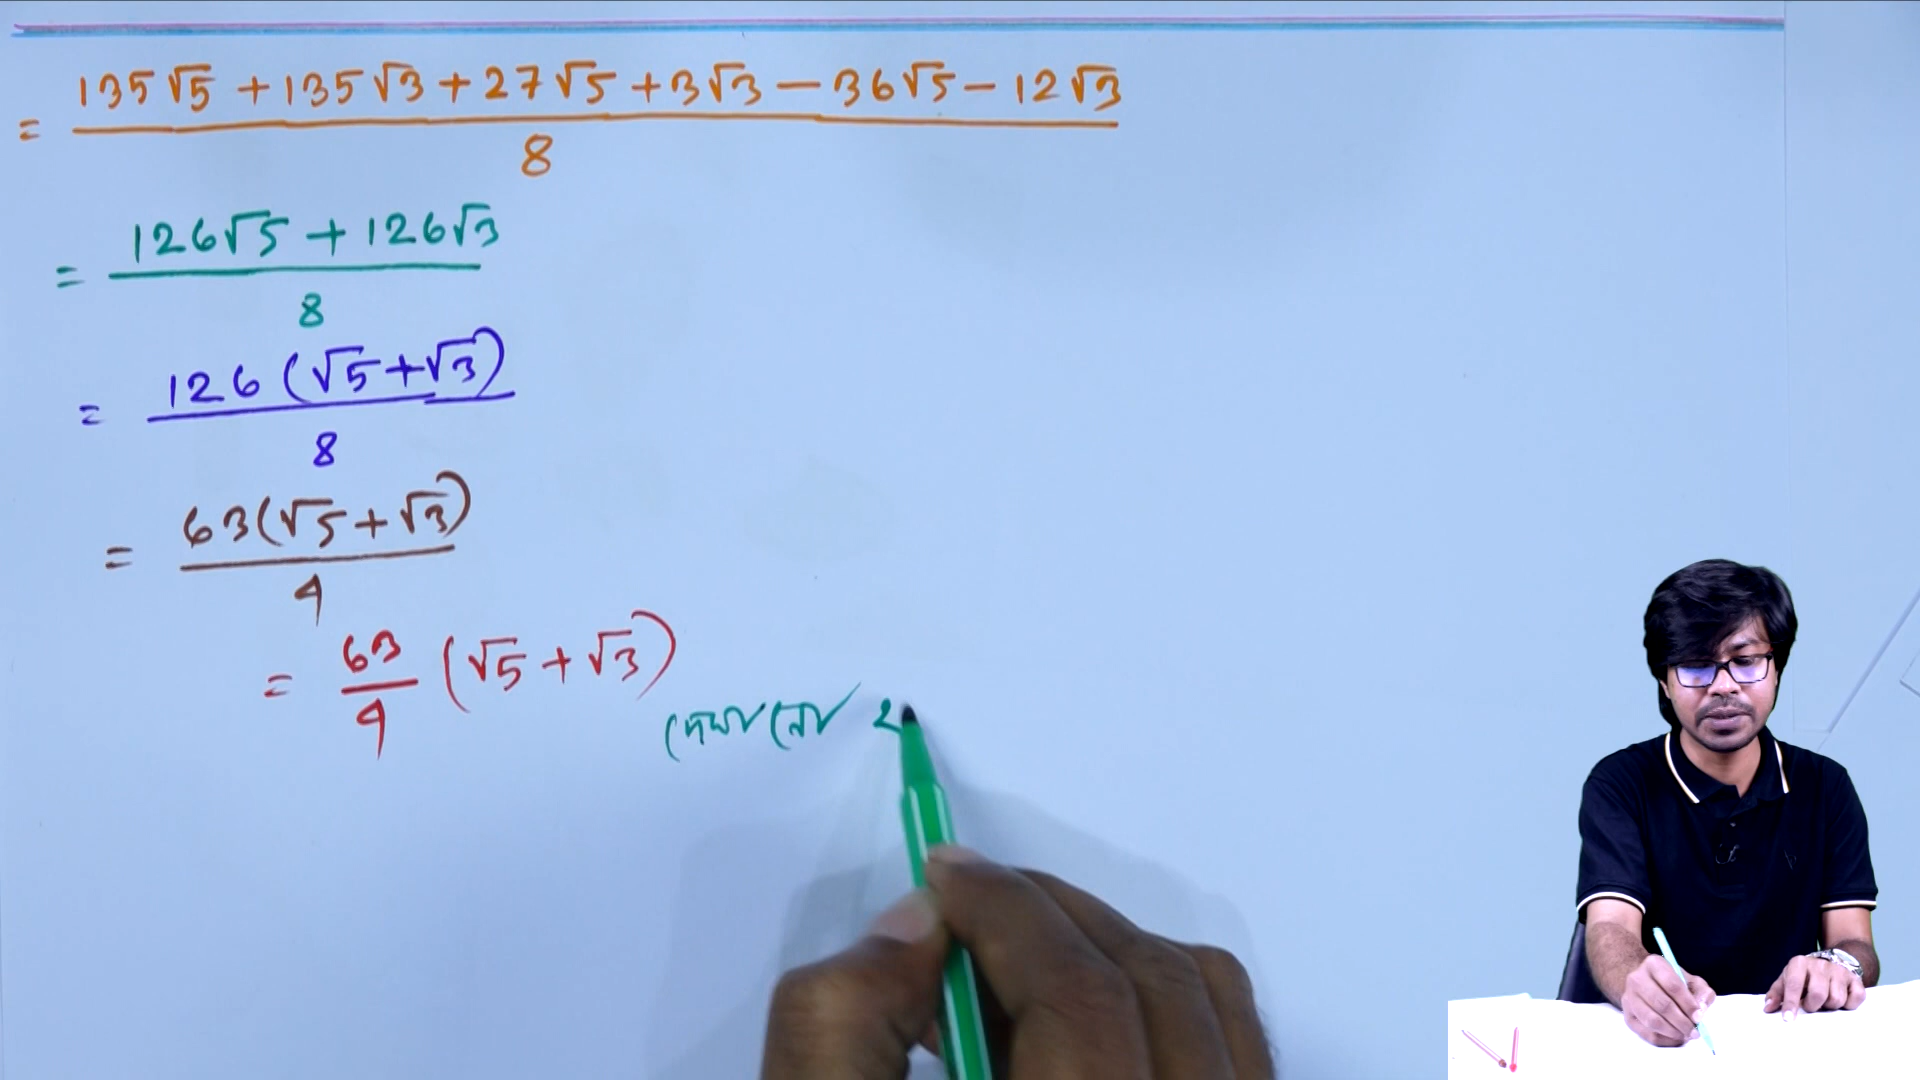 = (135√5 + 135√3 + 27√5 + 3√3 − 36√5 − 12√3) / 8
= (126√5 + 126√3) / 8
= 126 (√5 + √3) / 8
= 63 (√5 + √3) / 4
= 63/4 (√5 + √3)